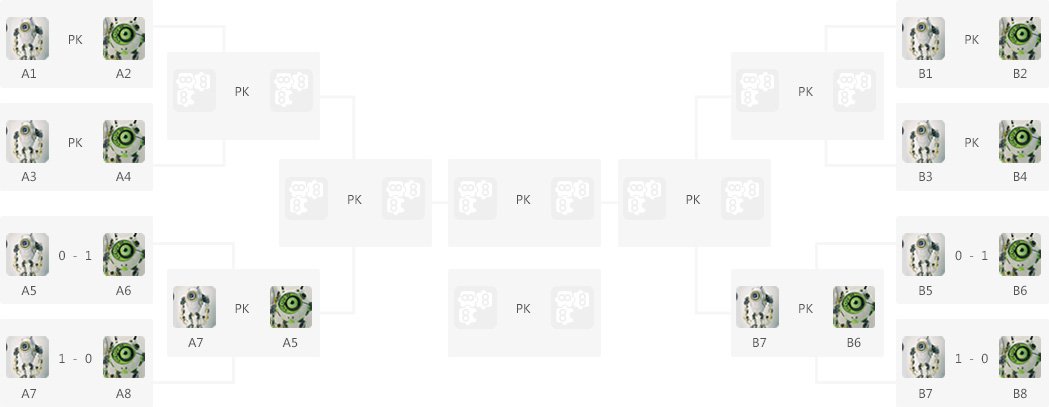 PK
A1 A2
PK
A3 A4
PK
0 - 1
A5 A6
1 - 0
A7 A8
PK
A7 A5
PK
PK
PK
PK
PK
B1 B2
PK
B3 B4
PK
0 - 1
B5 B6
1 - 0
B7 B8
PK
B7 B6